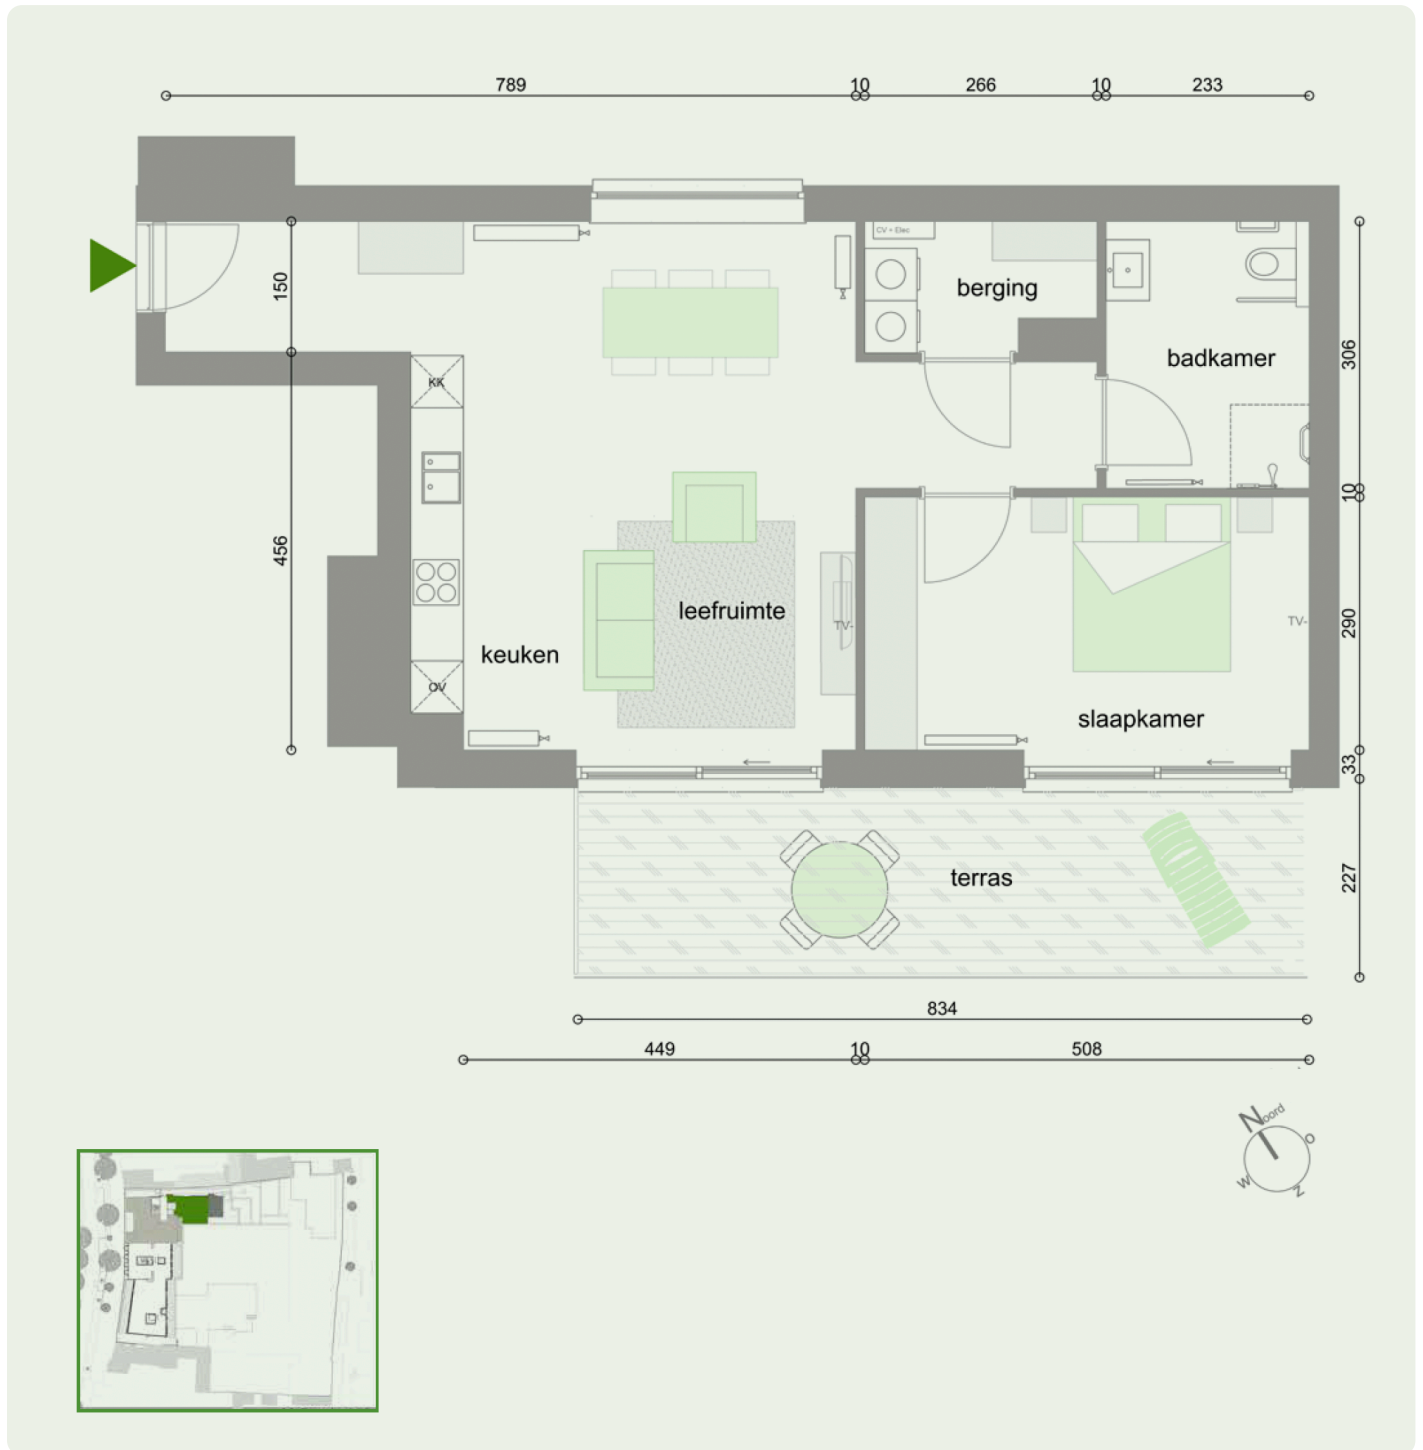 789
10
266
10
233
CV + Elec
berging
150
badkamer
306
KK
10
456
leefruimte
290
TV-
TV-
keuken
OV
slaapkamer
33
terras
227
834
449
10
508
Noord
O
W
Z